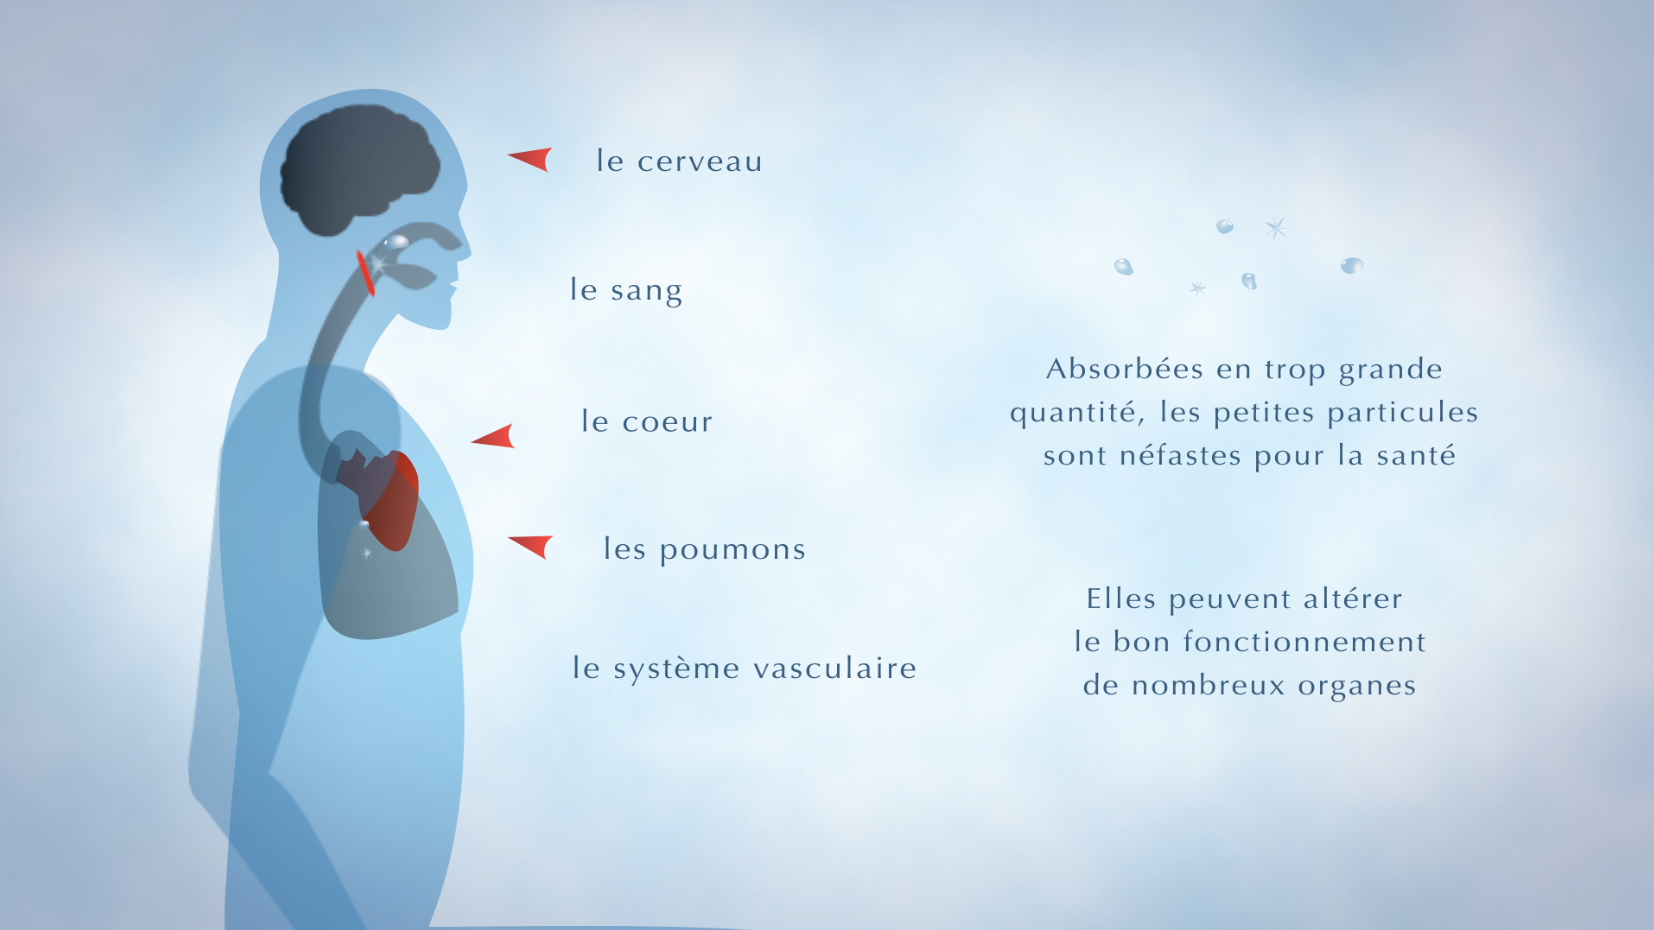 le cerveau
le sang
le coeur
les poumons
le système vasculaire
Absorbées en trop grande
quantité, les petites particules
sont néfastes pour la santé
Elles peuvent altérer
le bon fonctionnement
de nombreux organes